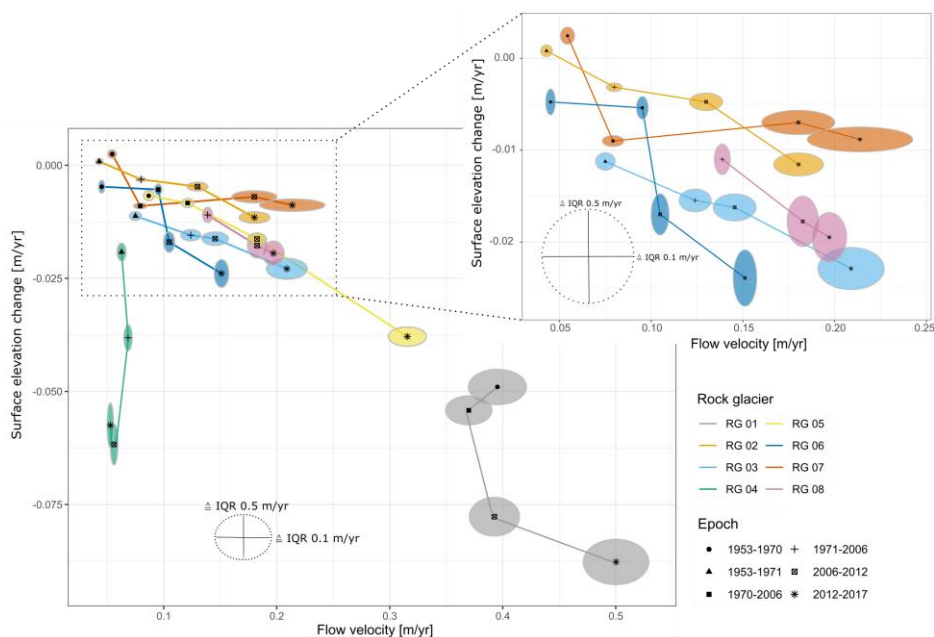 0.00
-0.01
-0.02
Surface elevation change [m/yr]
≙ IQR 0.5 m/yr
≙ IQR 0.1 m/yr
0.05 0.10 0.15 0.20 0.25
Flow velocity [m/yr]
0.000
-0.025
-0.050
-0.075
Surface elevation change [m/yr]
≙ IQR 0.5 m/yr
≙ IQR 0.1 m/yr
0.1 0.2 0.3 0.4 0.5
Flow velocity [m/yr]
Rock glacier
RG 01 RG 05
RG 02 RG 06
RG 03 RG 07
RG 04 RG 08
Epoch
1953-1970 1971-2006
1953-1971 2006-2012
1970-2006 2012-2017